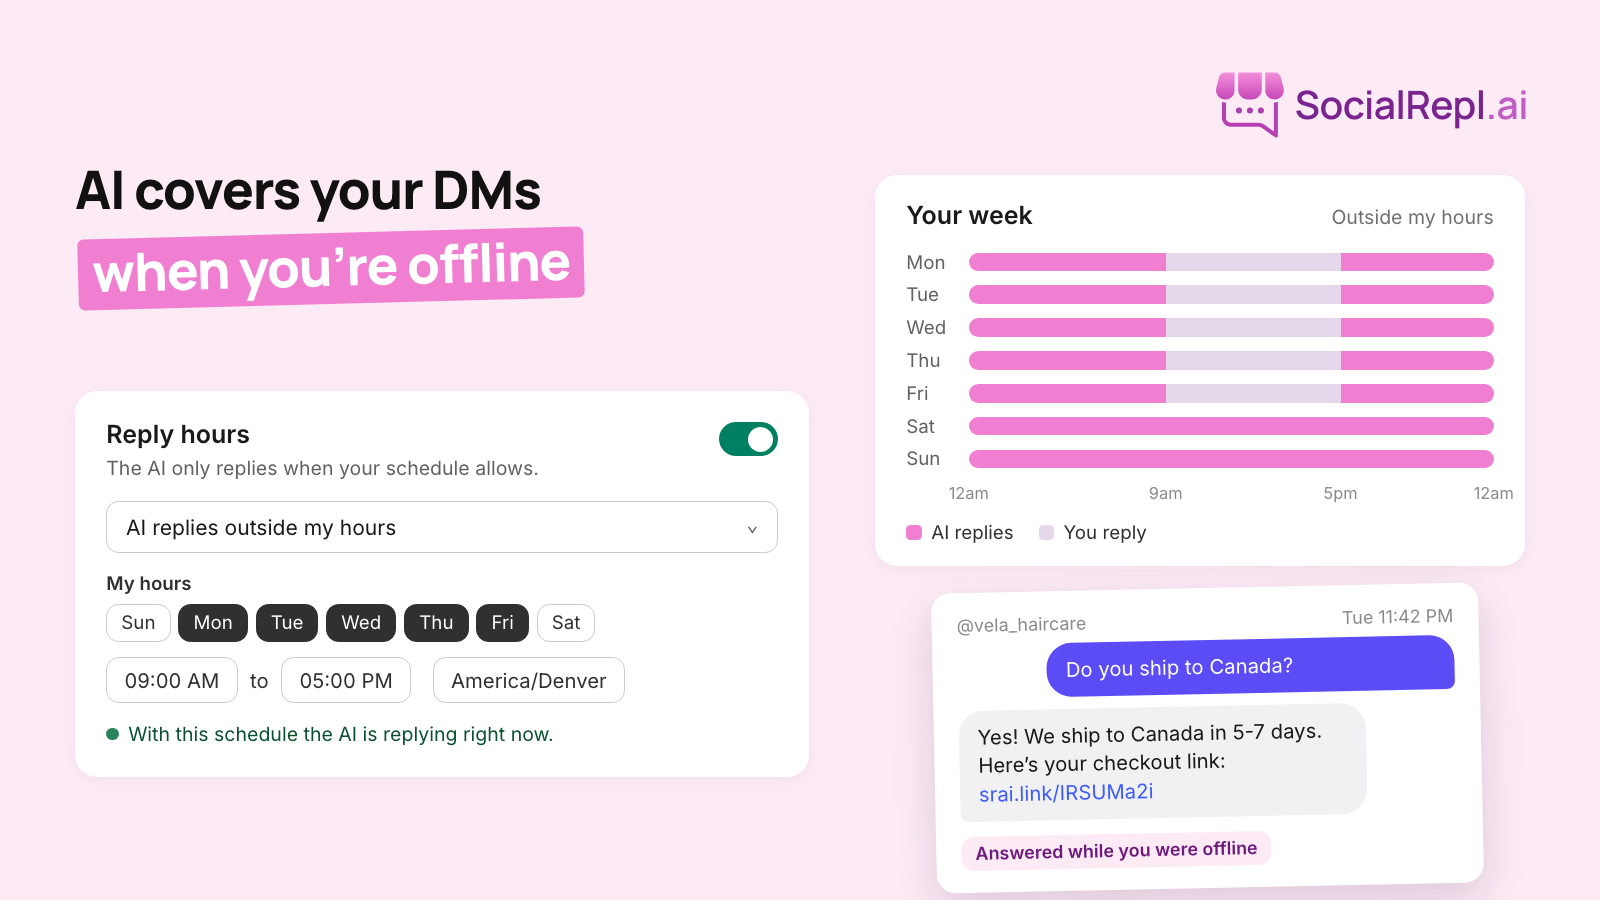 SocialRepl.ai
AI covers your DMs
when you’re offline
Reply hours
The AI only replies when your schedule allows.
AI replies outside my hours
My hours
Sun Mon Tue Wed Thu Fri Sat
09:00 AM to 05:00 PM America/Denver
With this schedule the AI is replying right now.
Your week Outside my hours
Mon
Tue
Wed
Thu
Fri
Sat
Sun
12am 9am 5pm 12am
AI replies You reply
@vela_haircare Tue 11:42 PM
Do you ship to Canada?
Yes! We ship to Canada in 5-7 days.
Here’s your checkout link:
srai.link/IRSUMa2i
Answered while you were offline